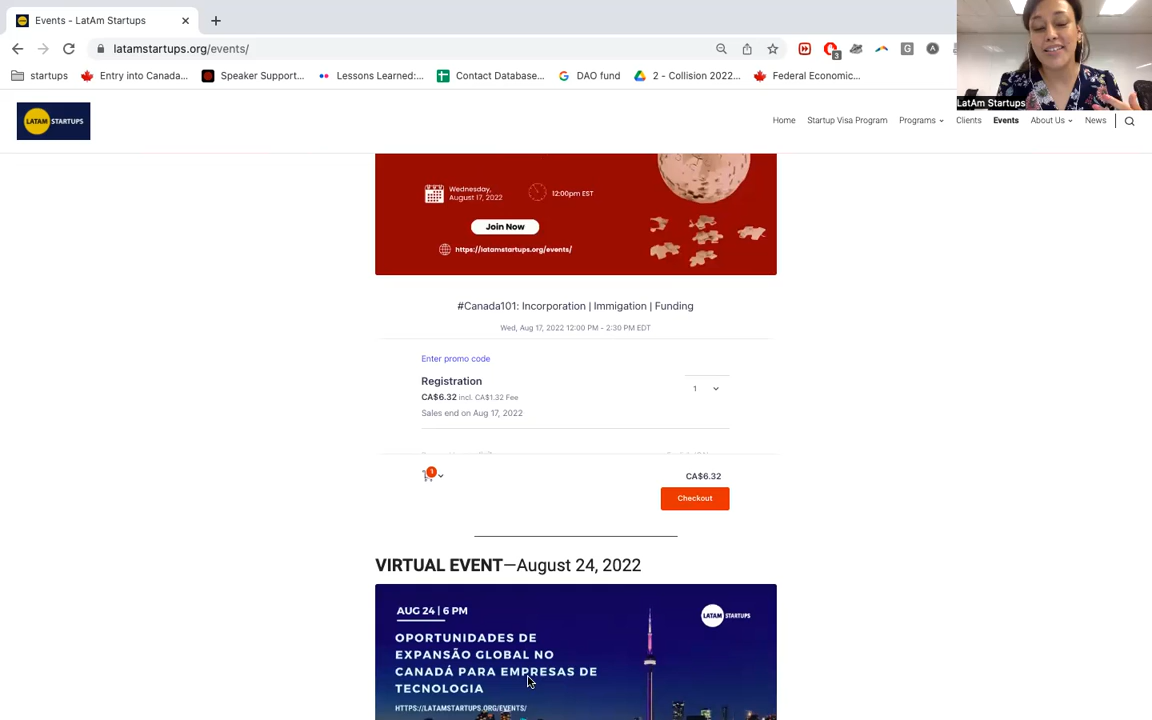 Events - LatAm Startups
latamstartups.org/events/
startups
Entry into Canada...
Speaker Support...
Lessons Learned:...
Contact Database...
DAO fund
2 - Collision 2022...
Federal Economic...
LatAm Startups
LATAM STARTUPS
Home
Startup Visa Program
Programs
Clients
Events
About Us
News
Wednesday,
August 17, 2022
12:00pm EST
Join Now
https://latamstartups.org/events/
#Canada101: Incorporation | Immigation | Funding
Wed, Aug 17, 2022 12:00 PM - 2:30 PM EDT
Enter promo code
Registration
1
CA$6.32 incl. CA$1.32 Fee
Sales end on Aug 17, 2022
1
CA$6.32
Checkout
VIRTUAL EVENT—August 24, 2022
AUG 24 | 6 PM
LATAM STARTUPS
OPORTUNIDADES DE
EXPANSÃO GLOBAL NO
CANADÁ PARA EMPRESAS DE
TECNOLOGIA
HTTPS://LATAMSTARTUPS.ORG/EVENTS/